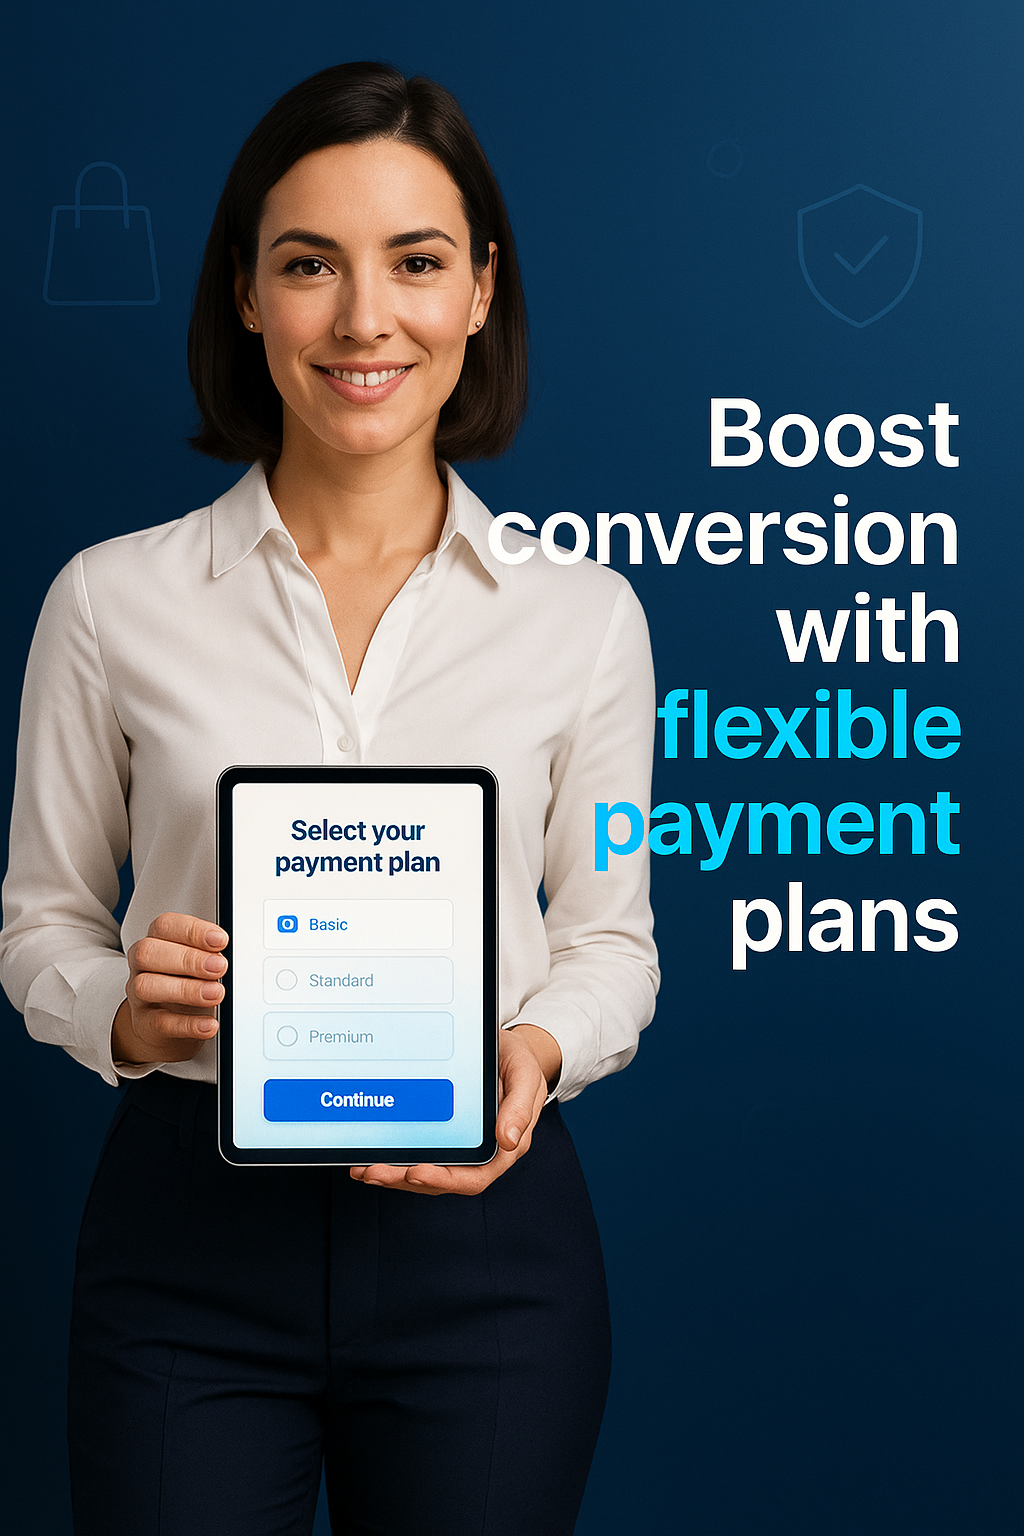 Boost
conversion
with
flexible
payment
plans
Select your
payment plan
Basic
Standard
Premium
Continue